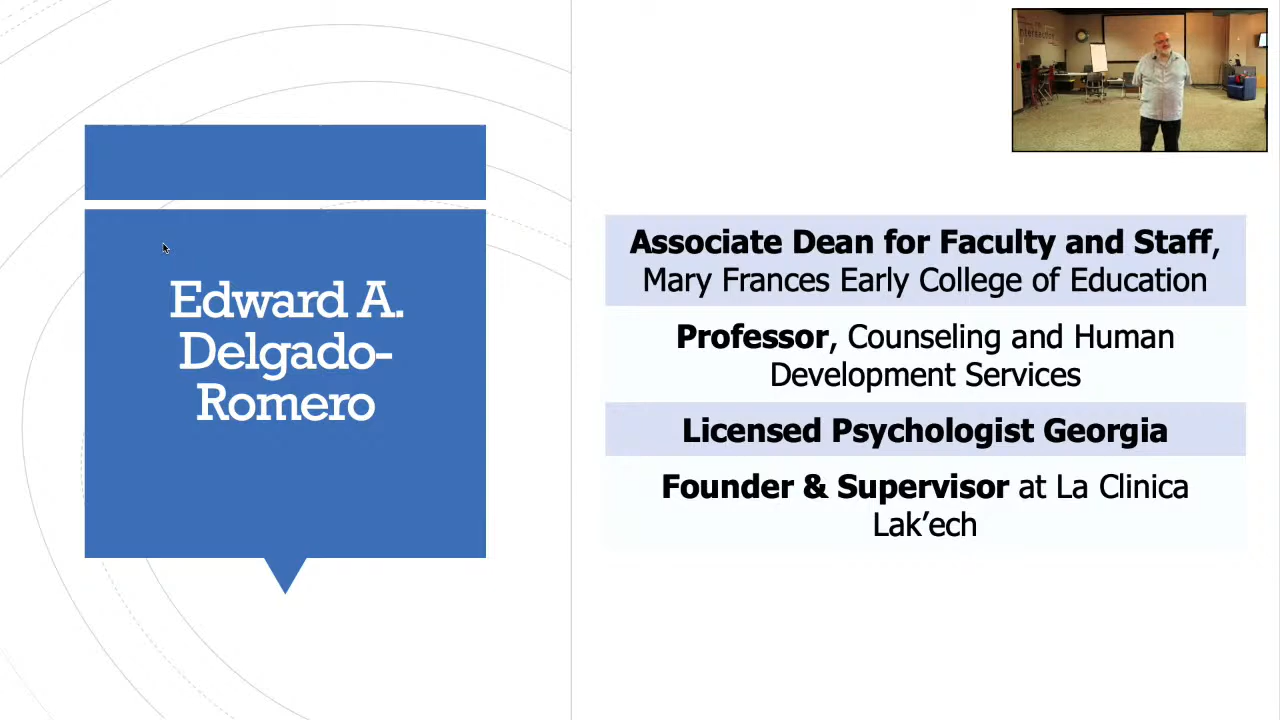 Edward A.
Delgado-
Romero
Associate Dean for Faculty and Staff,
Mary Frances Early College of Education
Professor, Counseling and Human
Development Services
Licensed Psychologist Georgia
Founder & Supervisor at La Clinica
Lak’ech